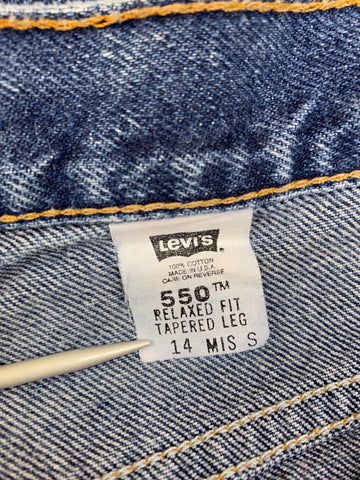 Levi's
100% COTTON
MADE IN U.S.A.
CARE ON REVERSE
550™
RELAXED FIT
TAPERED LEG
14 MIS S